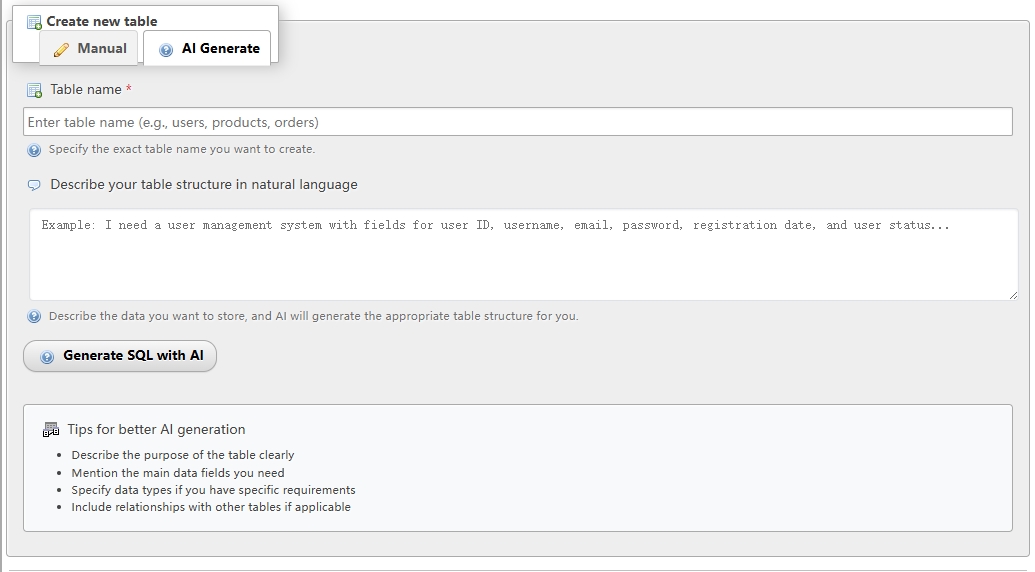 Create new table
Manual
AI Generate
Table name *
Enter table name (e.g., users, products, orders)
Specify the exact table name you want to create.
Describe your table structure in natural language
Example: I need a user management system with fields for user ID, username, email, password, registration date, and user status...
Describe the data you want to store, and AI will generate the appropriate table structure for you.
Generate SQL with AI
Tips for better AI generation
• Describe the purpose of the table clearly
• Mention the main data fields you need
• Specify data types if you have specific requirements
• Include relationships with other tables if applicable